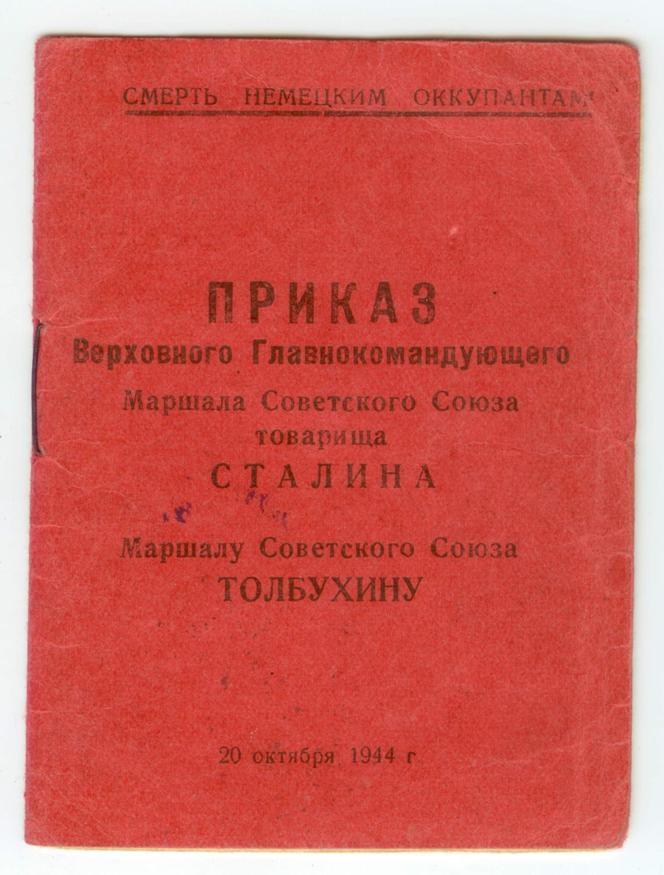 СМЕРТЬ НЕМЕЦКИМ ОККУПАНТАМ!
ПРИКАЗ
Верховного Главнокомандующего
Маршала Советского Союза
товарища
СТАЛИНА
Маршалу Советского Союза
ТОЛБУХИНУ
20 октября 1944 г